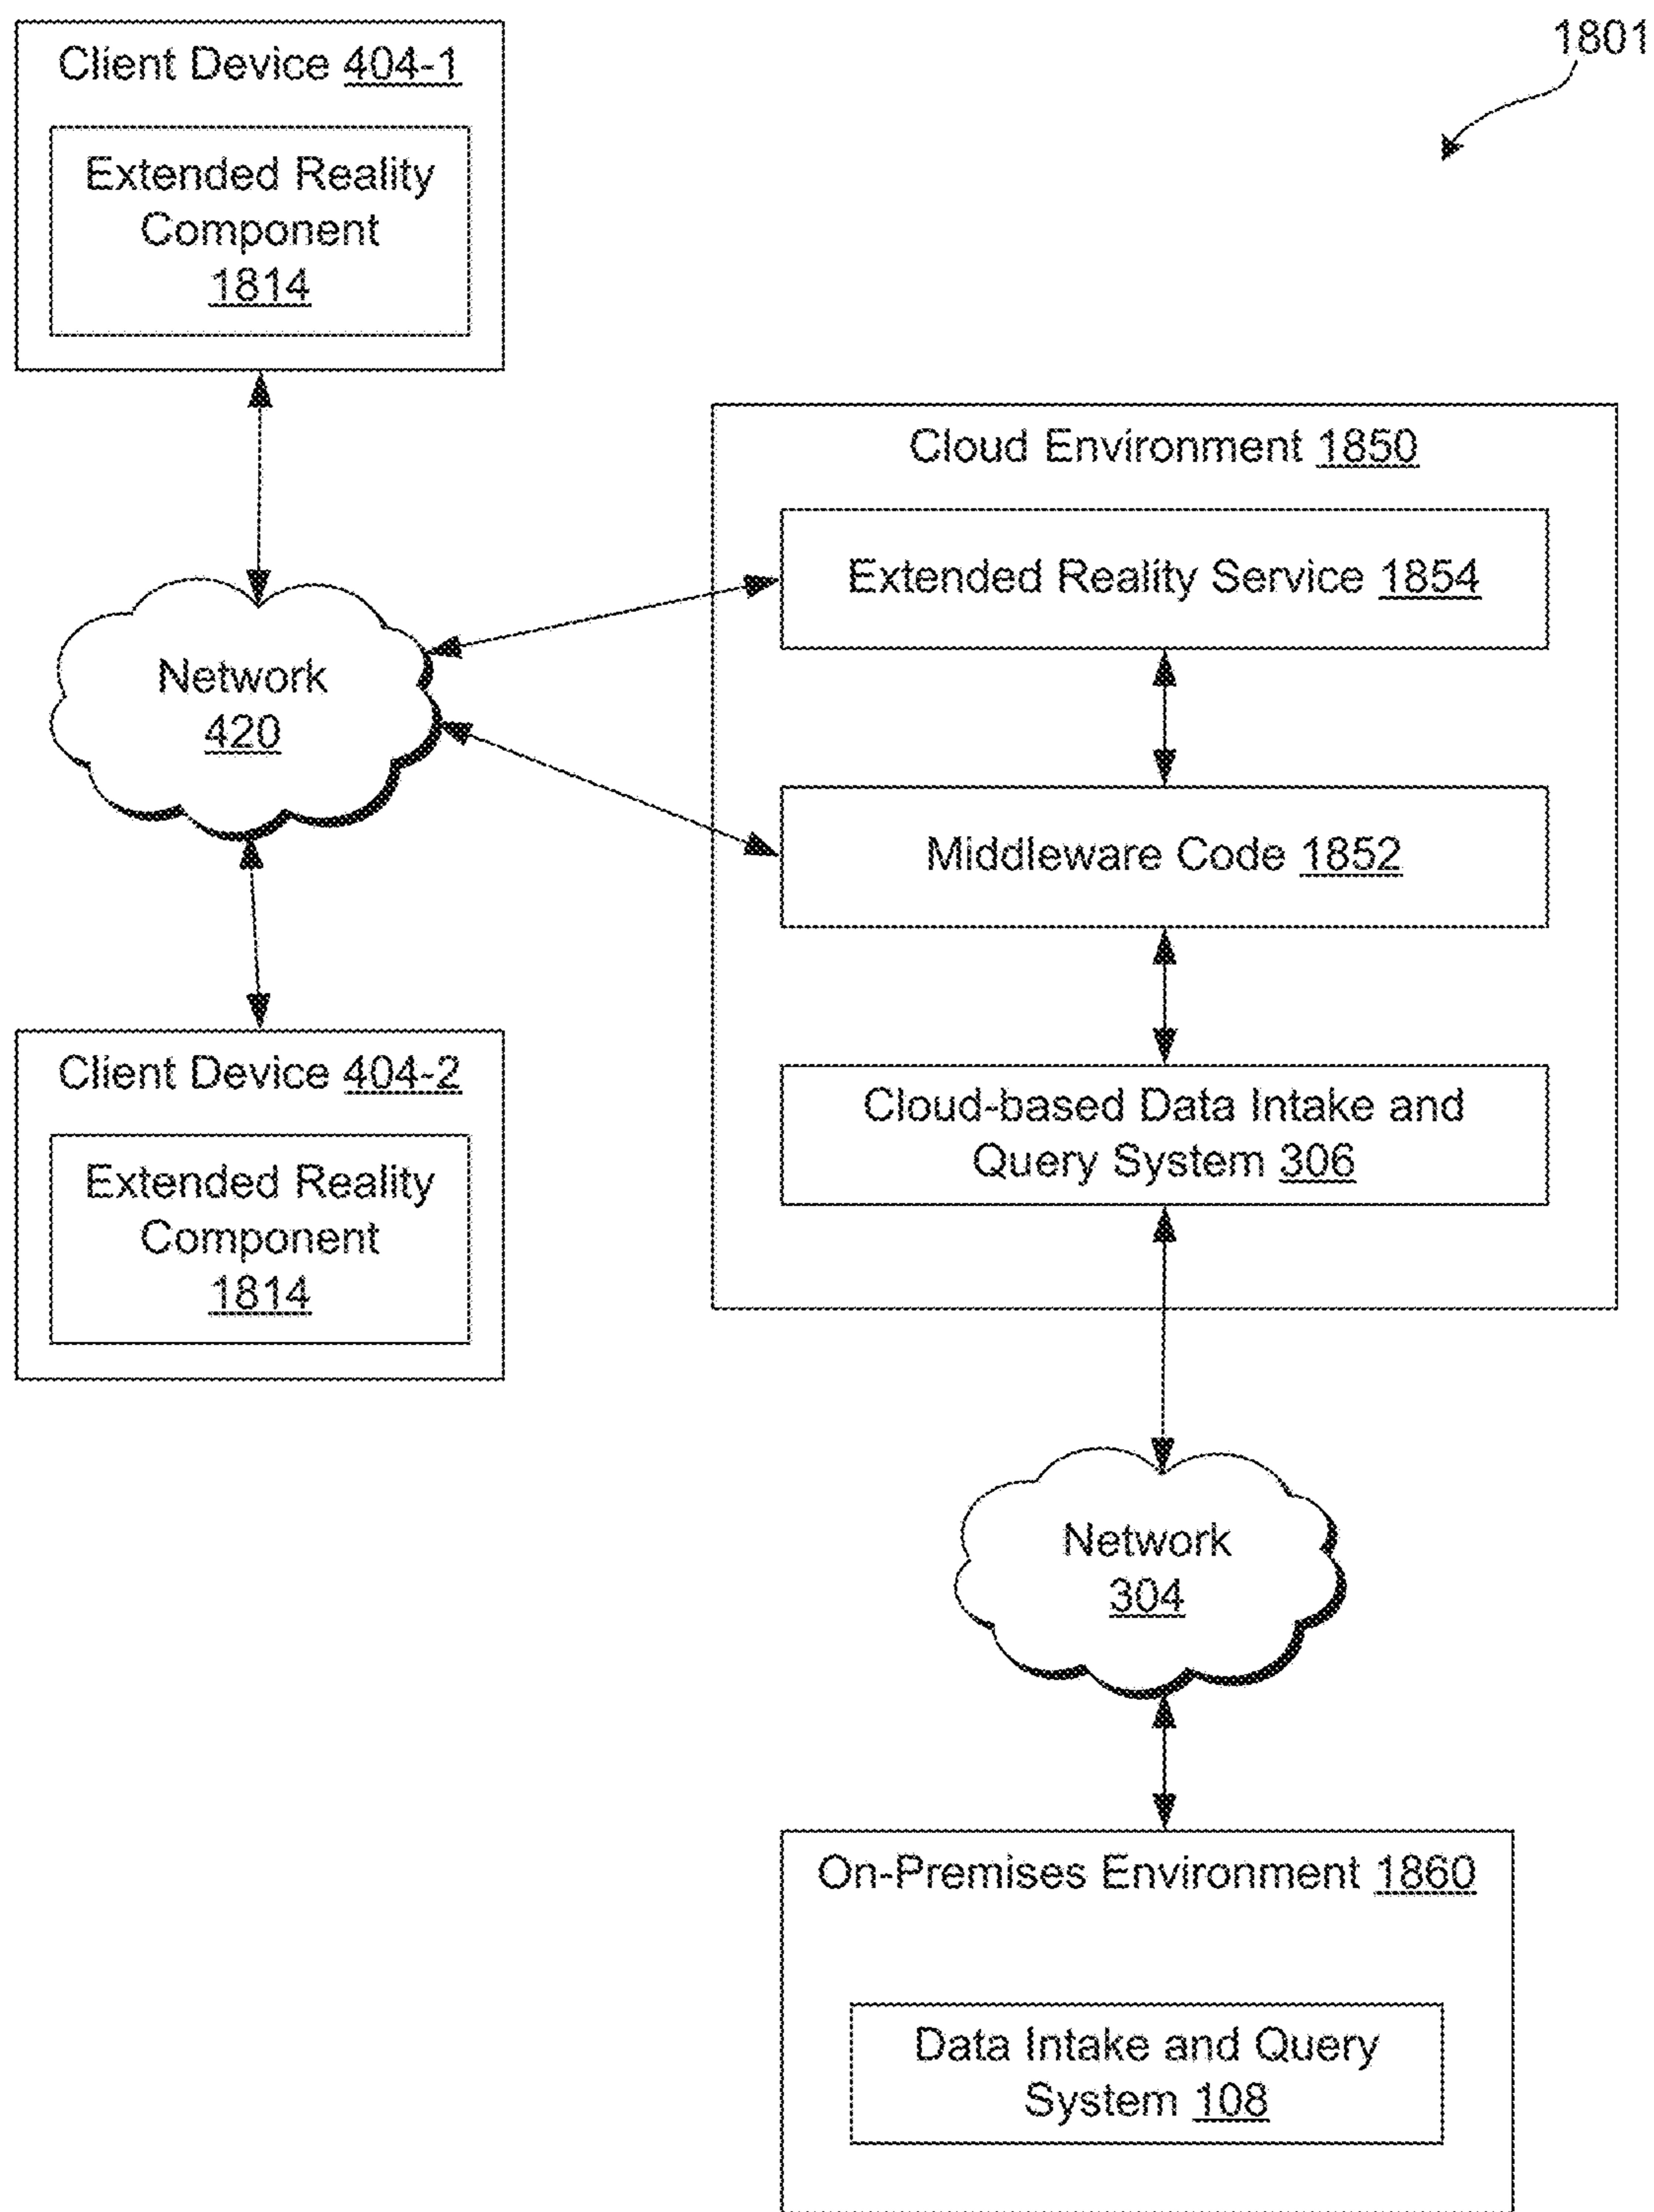 1801
Client Device 404-1
Extended Reality
Component
1814
Cloud Environment 1850
Extended Reality Service 1854
Network
420
Middleware Code 1852
Client Device 404-2
Extended Reality
Component
1814
Cloud-based Data Intake and
Query System 306
Network
304
On-Premises Environment 1860
Data Intake and Query
System 108